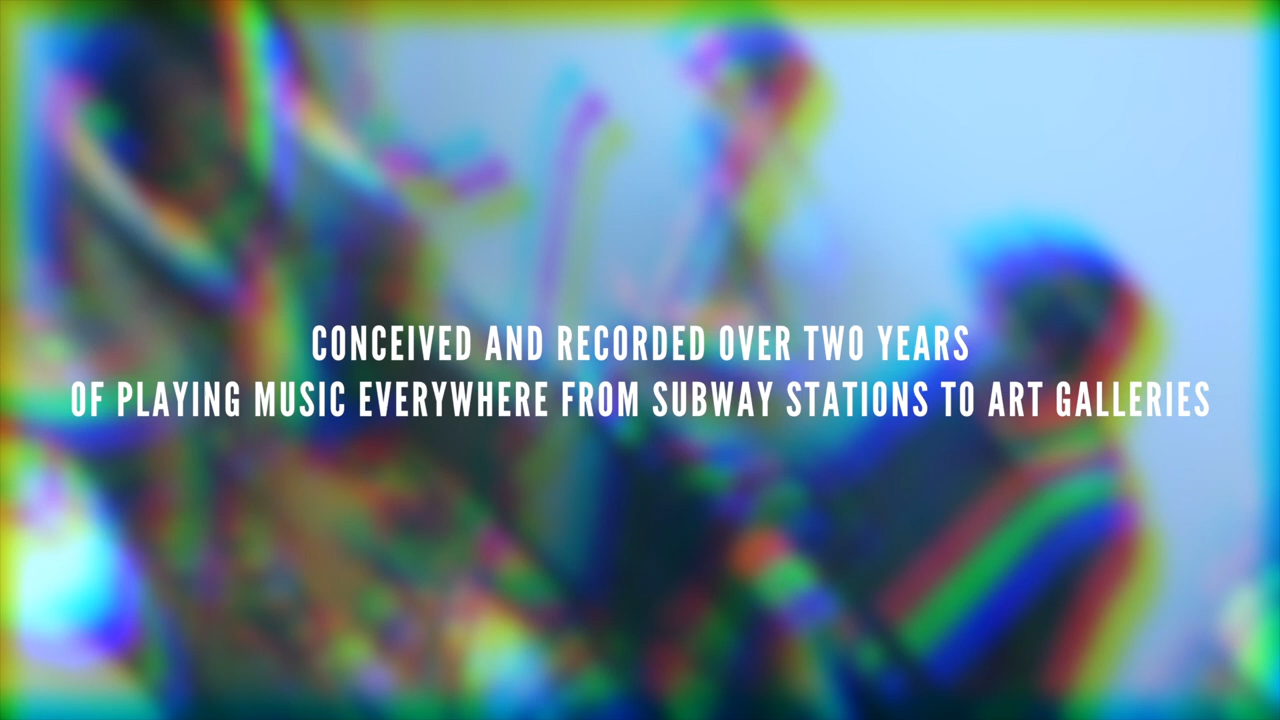 CONCEIVED AND RECORDED OVER TWO YEARS
OF PLAYING MUSIC EVERYWHERE FROM SUBWAY STATIONS TO ART GALLERIES